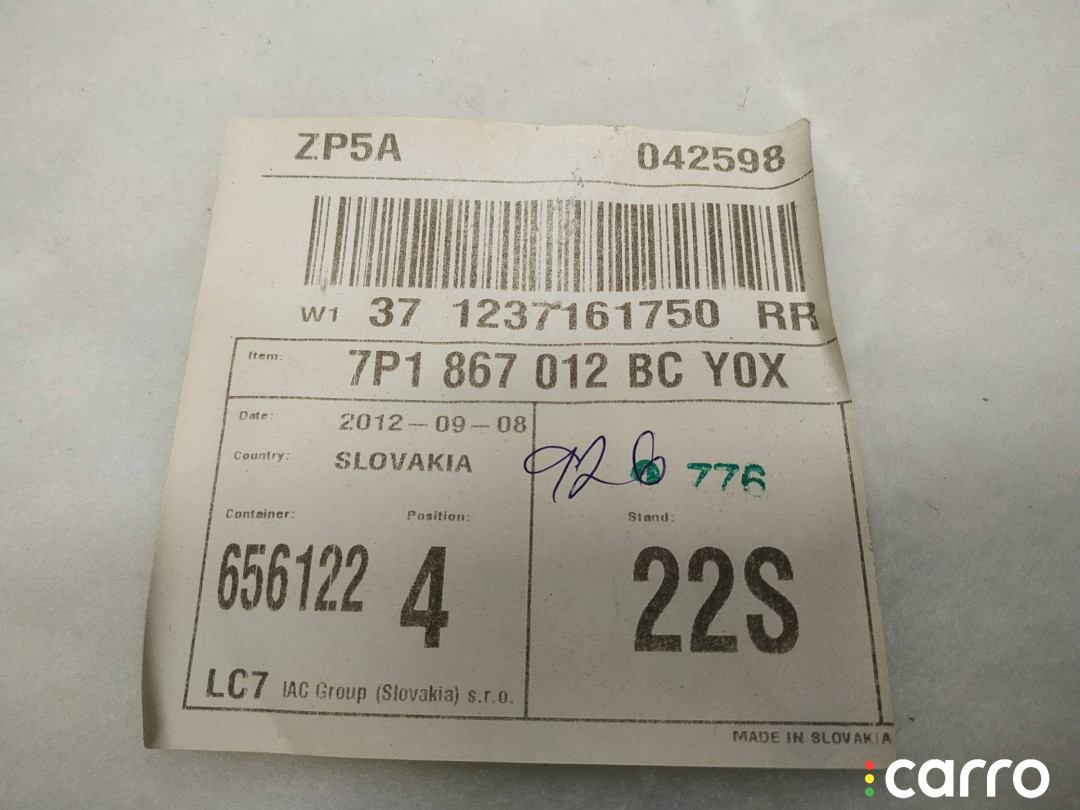 ZP5A 042598
W1 37 1237161750 RR
Item: 7P1 867 012 BC Y0X
Date: 2012-09-08
Country: SLOVAKIA
776
Container: Position: Stand:
656122 4 22S
LC7 IAC Group (Slovakia) s.r.o.
MADE IN SLOVAKIA
carro